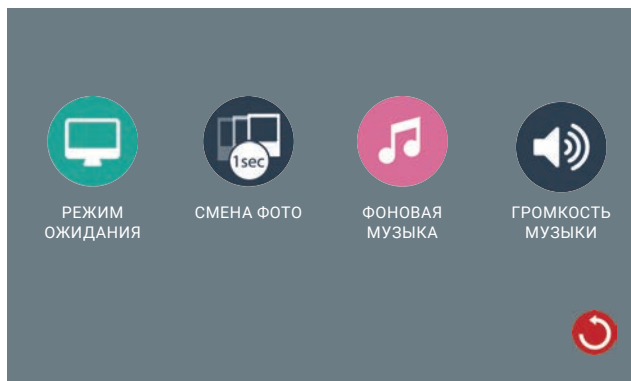 1sec
РЕЖИМ
ОЖИДАНИЯ
СМЕНА ФОТО
ФОНОВАЯ
МУЗЫКА
ГРОМКОСТЬ
МУЗЫКИ